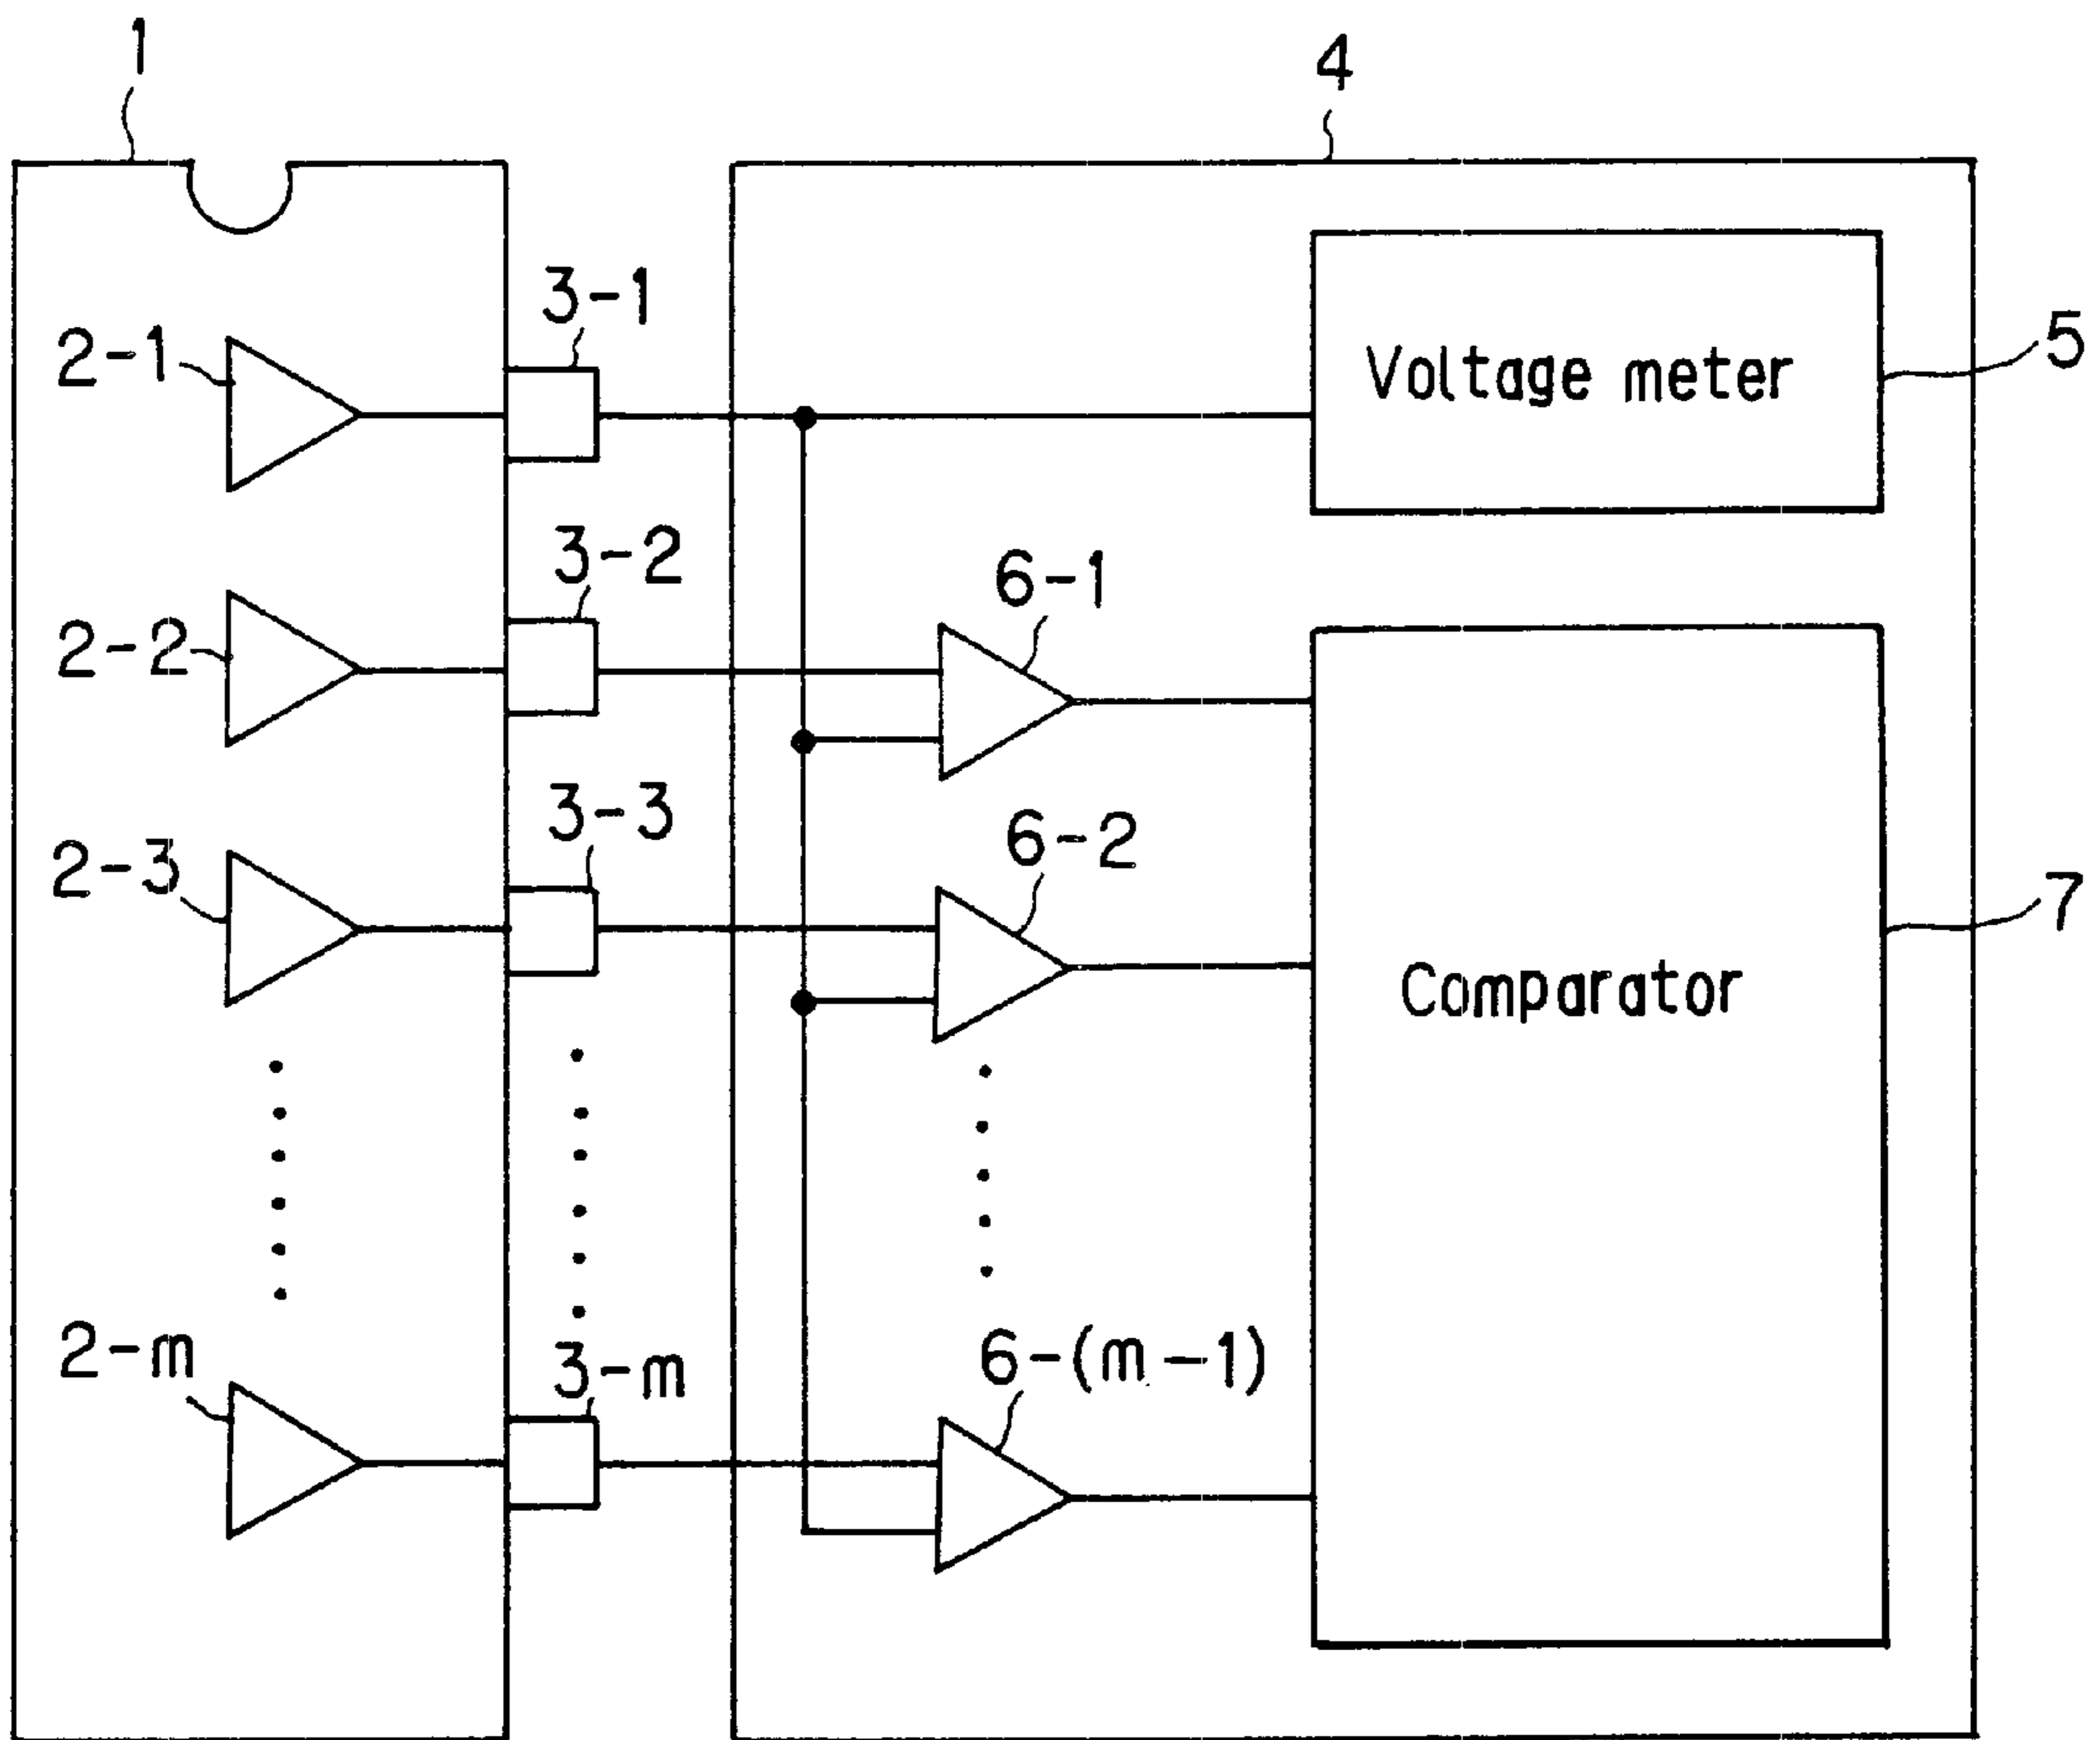 1
4
3-1
2-1
Voltage meter
5
3-2
6-1
2-2
3-3
6-2
2-3
7
Comparator
2-m
3-m
6-(m-1)